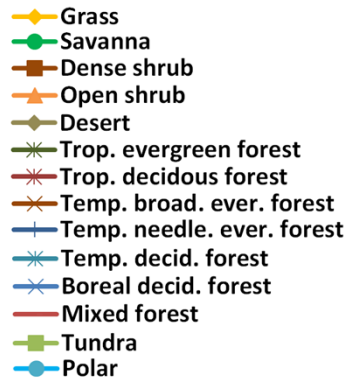 Grass
Savanna
Dense shrub
Open shrub
Desert
Trop. evergreen forest
Trop. decidous forest
Temp. broad. ever. forest
Temp. needle. ever. forest
Temp. decid. forest
Boreal decid. forest
Mixed forest
Tundra
Polar